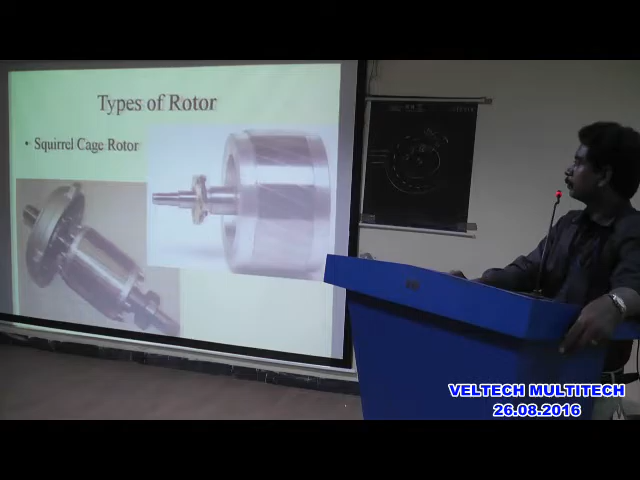 Types of Rotor
• Squirrel Cage Rotor
VELTECH MULTITECH
26.08.2016